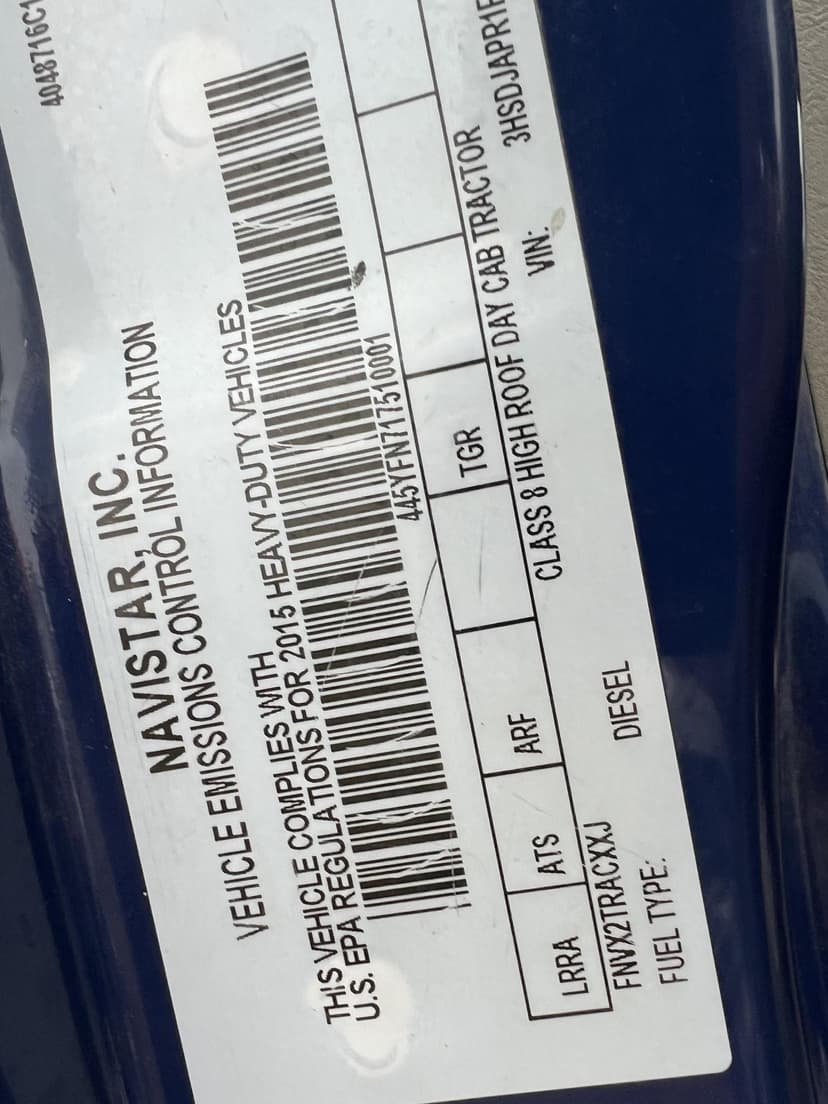 4048716C1
NAVISTAR, INC.
VEHICLE EMISSIONS CONTROL INFORMATION
THIS VEHICLE COMPLIES WITH
U.S. EPA REGULATIONS FOR 2015 HEAVY-DUTY VEHICLES
445YFN717510001
LRRA ATS ARF TGR
FNVX2TRACXXJ CLASS 8 HIGH ROOF DAY CAB TRACTOR
FUEL TYPE: DIESEL VIN: 3HSDJAPR1F